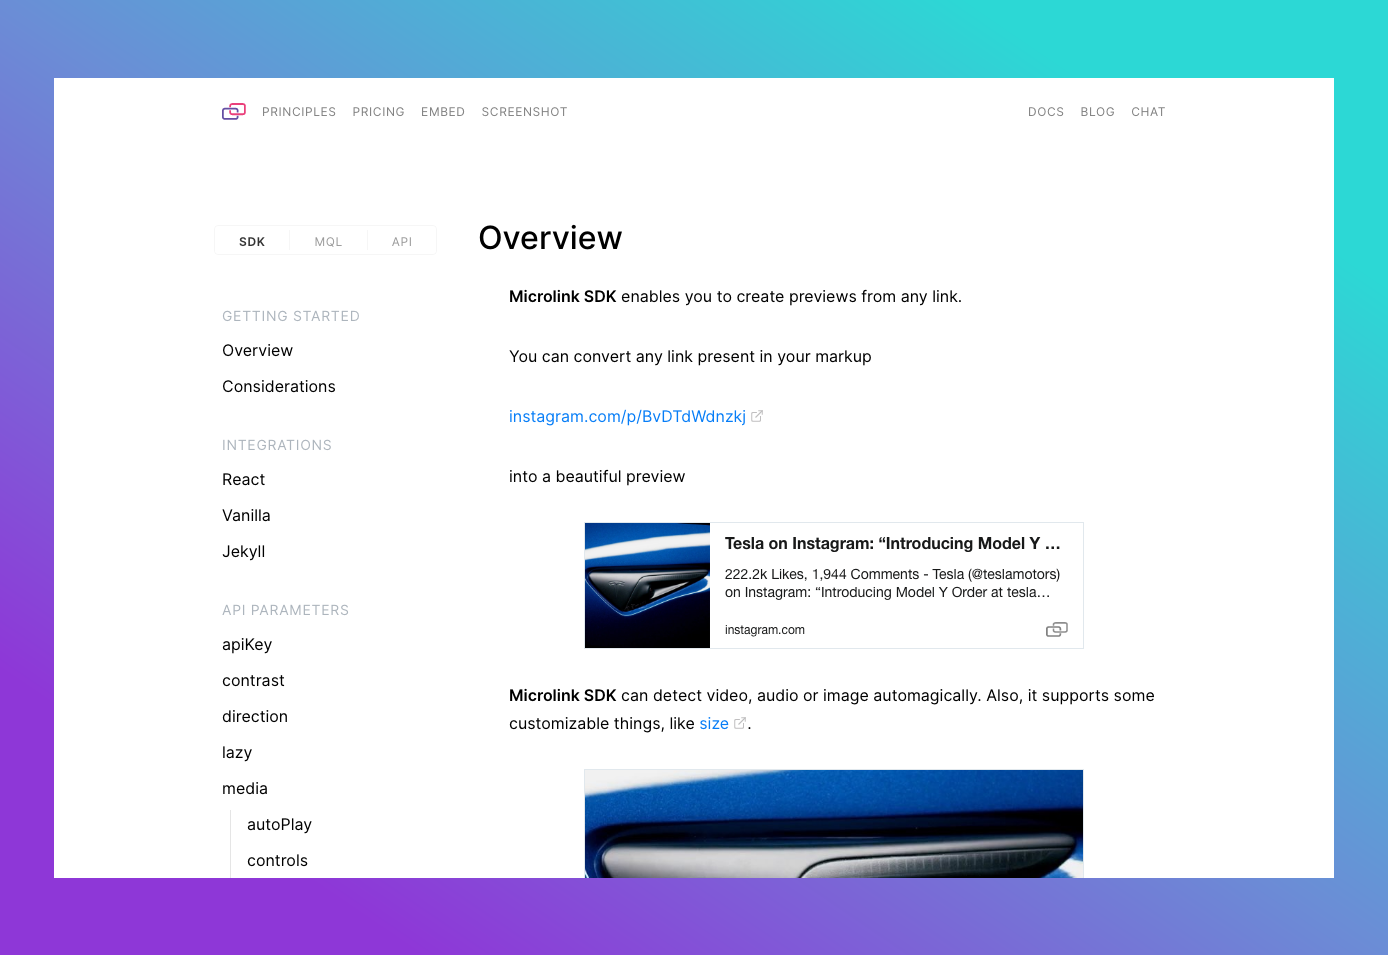 PRINCIPLES PRICING EMBED SCREENSHOT DOCS BLOG CHAT
SDK MQL API
GETTING STARTED
Overview
Considerations
INTEGRATIONS
React
Vanilla
Jekyll
API PARAMETERS
apiKey
contrast
direction
lazy
media
autoPlay
controls
Overview
Microlink SDK enables you to create previews from any link.
You can convert any link present in your markup
instagram.com/p/BvDTdWdnzkj
into a beautiful preview
Tesla on Instagram: “Introducing Model Y ...
222.2k Likes, 1,944 Comments - Tesla (@teslamotors)
on Instagram: “Introducing Model Y Order at tesla...
instagram.com
Microlink SDK can detect video, audio or image automagically. Also, it supports some
customizable things, like size.